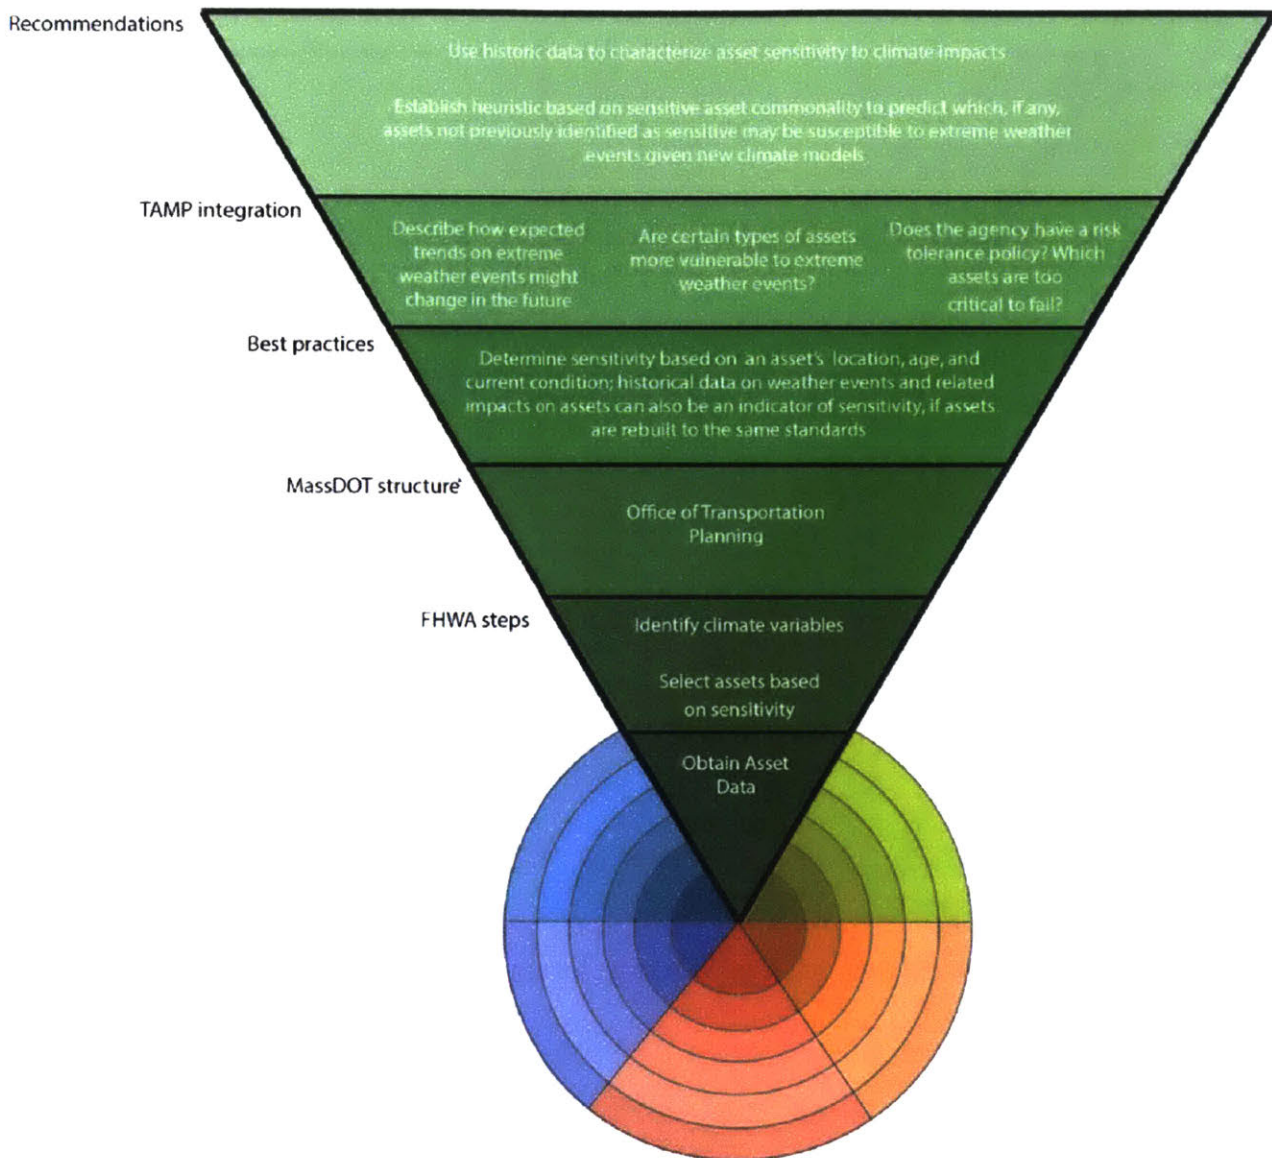 Recommendations
Use historic data to characterize asset sensitivity to climate impacts
Establish heuristic based on sensitive asset commonality to predict which, if any,
assets not previously identified as sensitive may be susceptible to extreme weather
events given new climate models
TAMP integration
Describe how expected
trends on extreme
weather events might
change in the future
Are certain types of assets
more vulnerable to extreme
weather events?
Does the agency have a risk
tolerance policy? Which
assets are too
critical to fail?
Best practices
Determine sensitivity based on an asset's location, age, and
current condition; historical data on weather events and related
impacts on assets can also be an indicator of sensitivity, if assets
are rebuilt to the same standards
MassDOT structure
Office of Transportation
Planning
FHWA steps
Identify climate variables
Select assets based
on sensitivity
Obtain Asset
Data